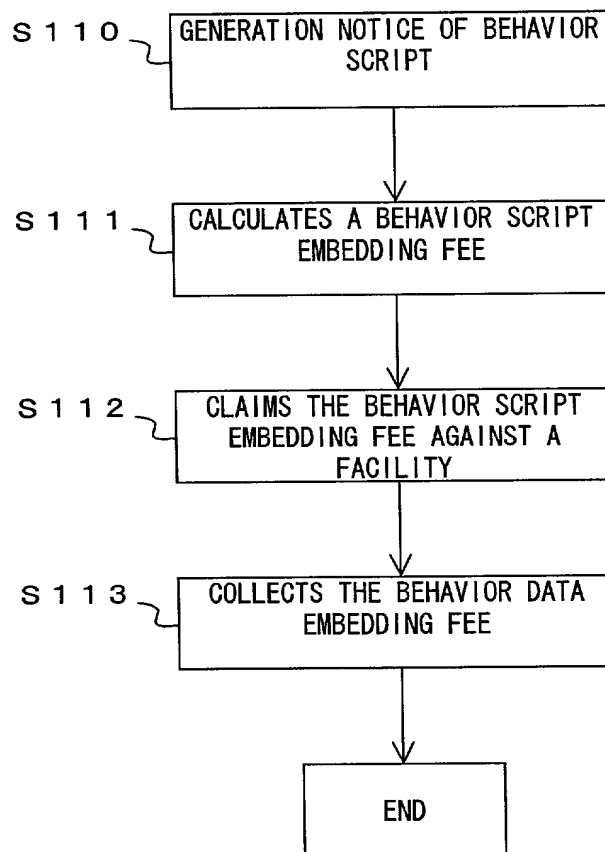 S110
GENERATION NOTICE OF BEHAVIOR
SCRIPT
S111
CALCULATES A BEHAVIOR SCRIPT
EMBEDDING FEE
S112
CLAIMS THE BEHAVIOR SCRIPT
EMBEDDING FEE AGAINST A
FACILITY
S113
COLLECTS THE BEHAVIOR DATA
EMBEDDING FEE
END